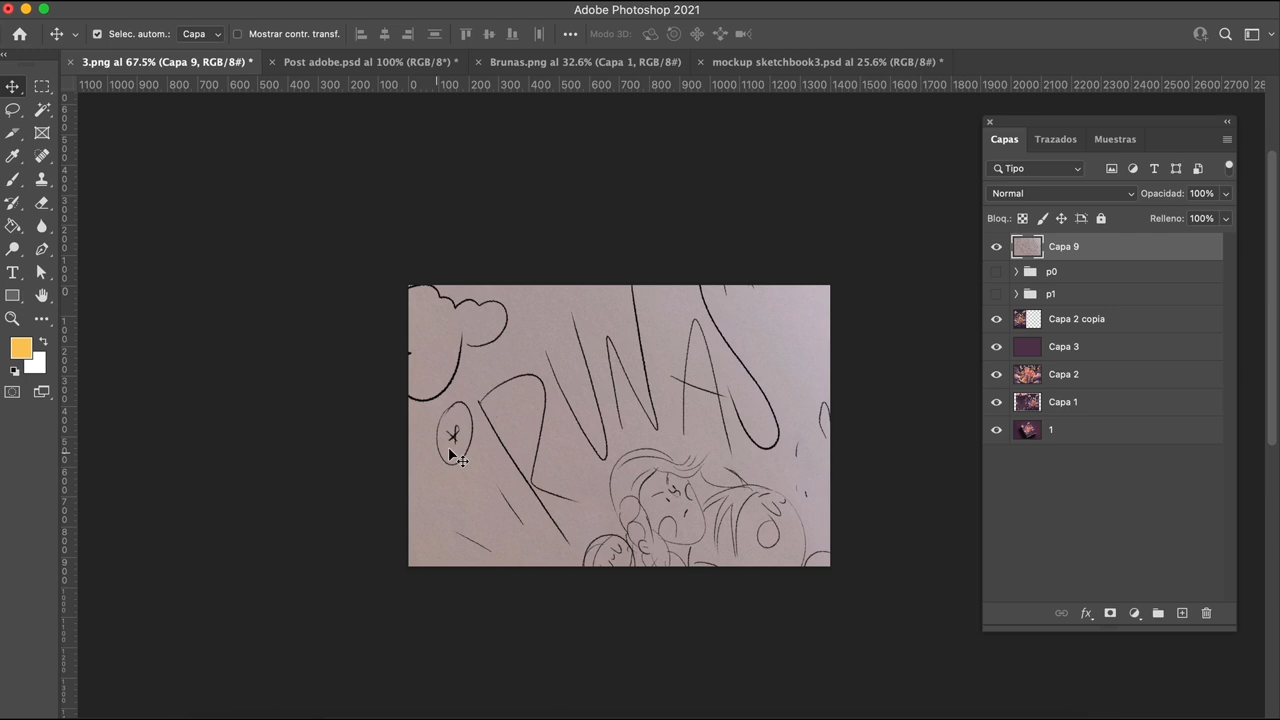 Adobe Photoshop 2021
Selec. autom.: Capa Mostrar contr. transf. Modo 3D:
3.png al 67.5% (Capa 9, RGB/8#) * Post adobe.psd al 100% (RGB/8*) * Brunas.png al 32.6% (Capa 1, RGB/8#) mockup sketchbook3.psd al 25.6% (RGB/8#) *
1100 1000 900 800 700 600 500 400 300 200 100 0 100 200 300 400 500 600 700 800 900 1000 1100 1200 1300 1400 1500 1600 1700 1800 1900 2000 2100 2200 2300 2400 2500 2600 2700
Capas Trazados Muestras
Tipo
Normal Opacidad: 100%
Bloq.: Relleno: 100%
Capa 9
p0
p1
Capa 2 copia
Capa 3
Capa 2
Capa 1
1
fx
RUNAS